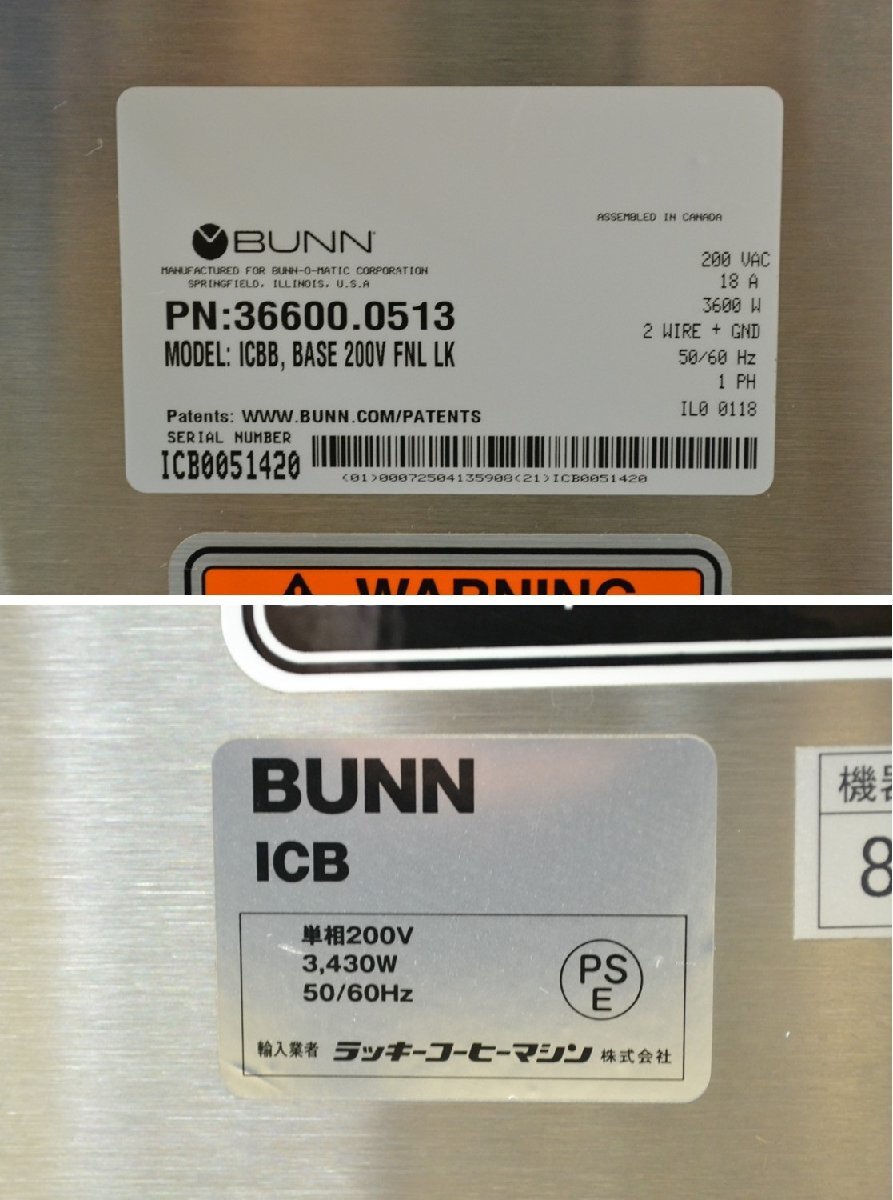 BUNN
MANUFACTURED FOR BUNN-O-MATIC CORPORATION
SPRINGFIELD, ILLINOIS, U.S.A
PN:36600.0513
MODEL: ICBB, BASE 200V FNL LK
Patents: WWW.BUNN.COM/PATENTS
SERIAL NUMBER
ICB0051420
(01)00072504135908(21)ICB0051420
ASSEMBLED IN CANADA
200 VAC
18 A
3600 W
2 WIRE + GND
50/60 Hz
1 PH
IL0 0118
WARNING
BUNN
ICB
単相200V
3,430W
50/60Hz
PS
E
輸入業者 ラッキーコーヒーマシン 株式会社
機器
8